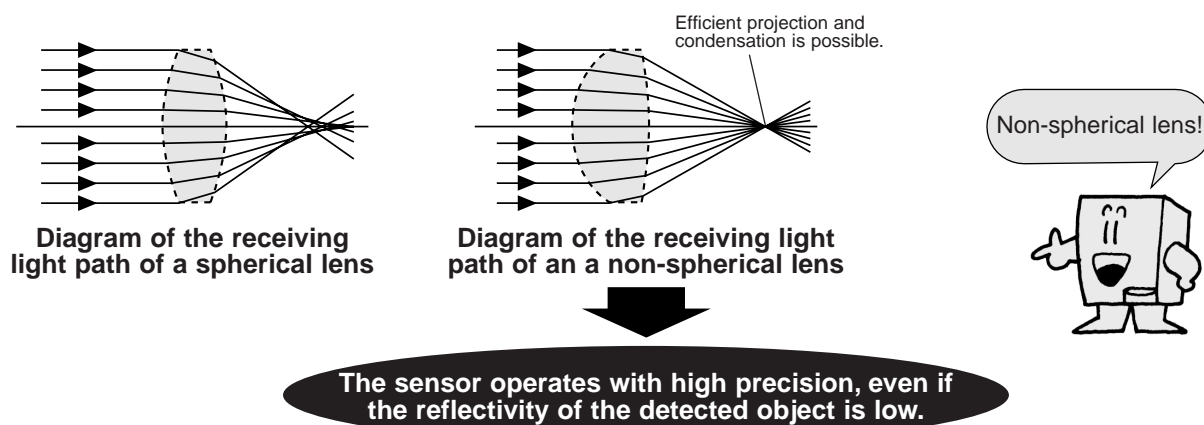 Efficient projection and
condensation is possible.
Non-spherical lens!
Diagram of the receiving
light path of a spherical lens
Diagram of the receiving light
path of an a non-spherical lens
The sensor operates with high precision, even if
the reflectivity of the detected object is low.